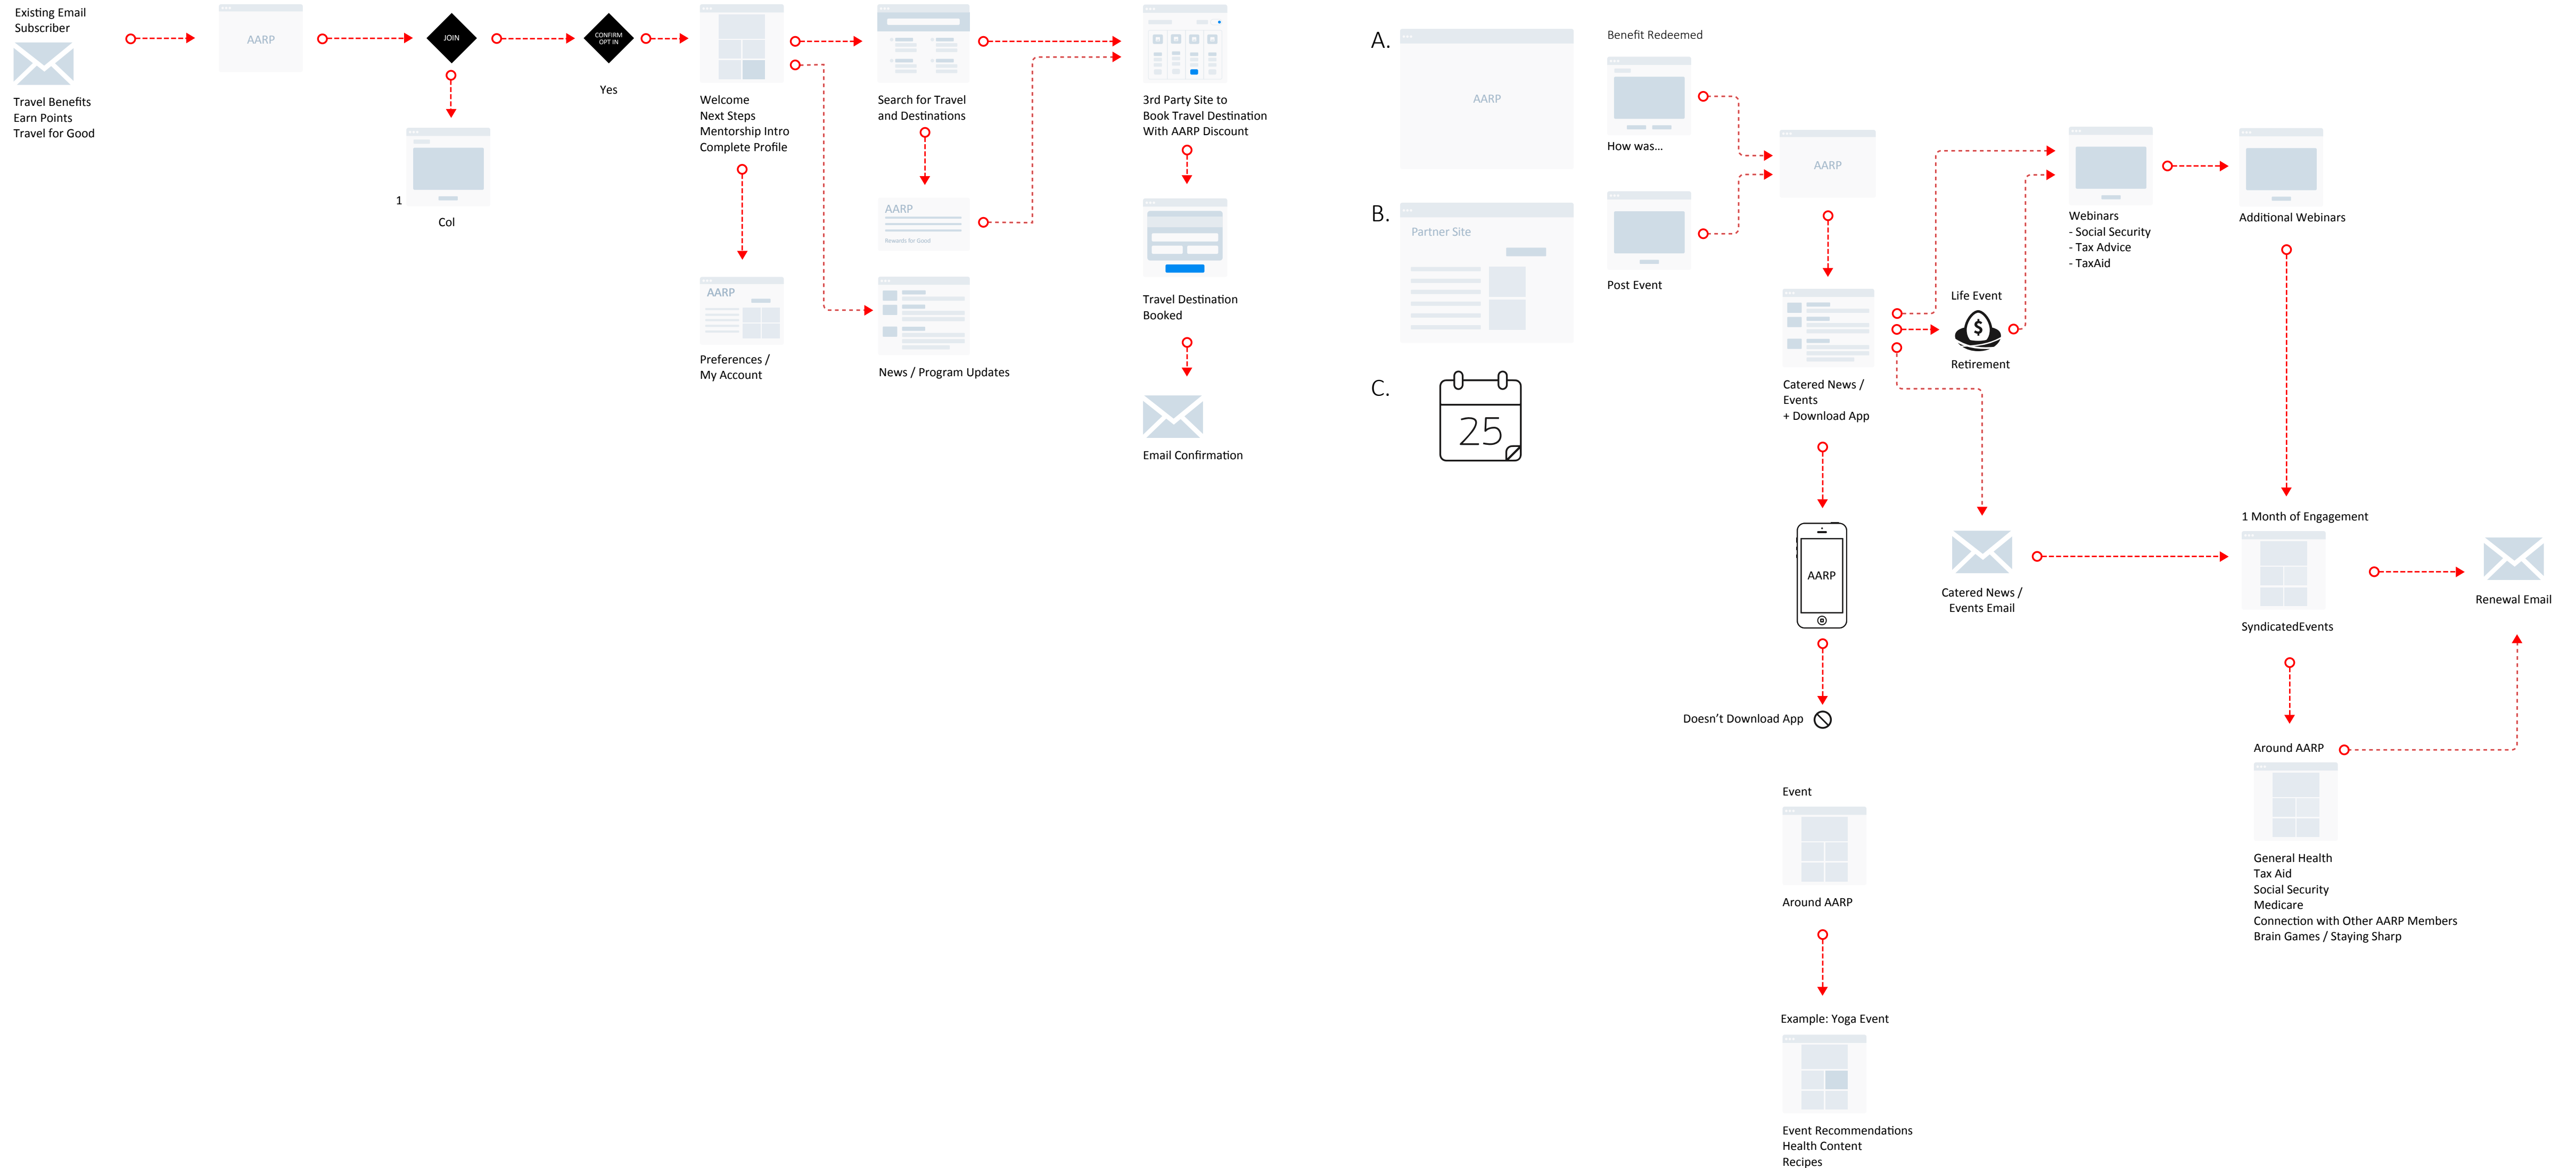 Existing Email
Subscriber
Travel Benefits
Earn Points
Travel for Good
AARP
JOIN
1
Col
CONFIRM
OPT IN
Yes
Welcome
Next Steps
Mentorship Intro
Complete Profile
AARP
Preferences /
My Account
Search for Travel
and Destinations
AARP
Rewards for Good
News / Program Updates
3rd Party Site to
Book Travel Destination
With AARP Discount
Travel Destination
Booked
Email Confirmation
A.
AARP
B.
Partner Site
C.
25
Benefit Redeemed
How was...
Post Event
AARP
Catered News /
Events
+ Download App
Life Event
$
Retirement
Webinars
- Social Security
- Tax Advice
- TaxAid
Additional Webinars
AARP
Doesn't Download App
Catered News /
Events Email
1 Month of Engagement
SyndicatedEvents
Renewal Email
Around AARP
General Health
Tax Aid
Social Security
Medicare
Connection with Other AARP Members
Brain Games / Staying Sharp
Event
Around AARP
Example: Yoga Event
Event Recommendations
Health Content
Recipes